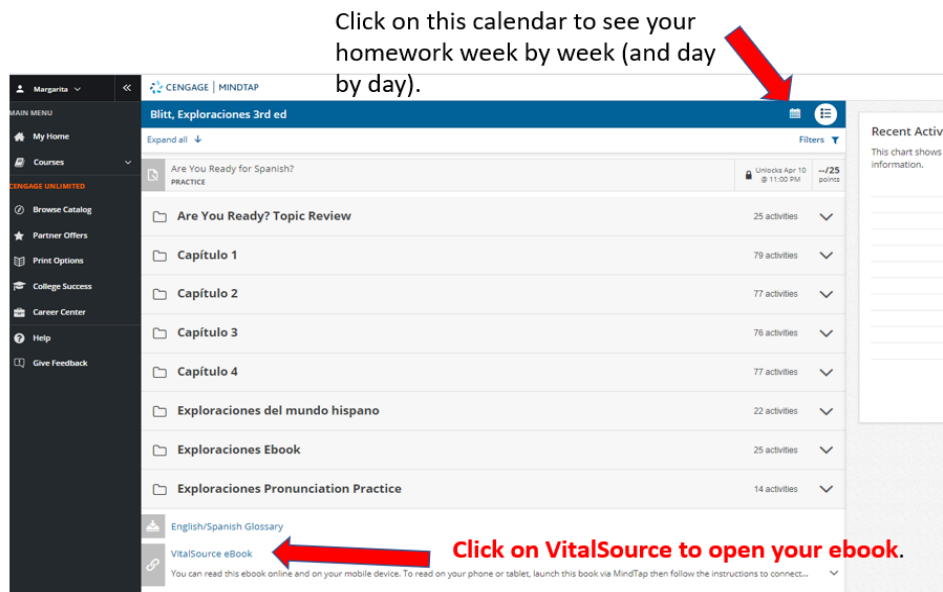 Click on this calendar to see your
homework week by week (and day
by day).
Margarita
CENGAGE | MINDTAP
MAIN MENU
Blitt, Exploraciones 3rd ed
My Home
Expand all
Filters
Recent Activ
This chart shows
information.
Courses
Are You Ready for Spanish?
PRACTICE
Unlocks Apr 10
@ 11:00 PM
--/25
points
CENGAGE UNLIMITED
Browse Catalog
Are You Ready? Topic Review
25 activities
Partner Offers
Print Options
Capítulo 1
79 activities
College Success
Capítulo 2
77 activities
Career Center
Help
Capítulo 3
76 activities
Give Feedback
Capítulo 4
77 activities
Exploraciones del mundo hispano
22 activities
Exploraciones Ebook
25 activities
Exploraciones Pronunciation Practice
14 activities
English/Spanish Glossary
VitalSource eBook
Click on VitalSource to open your ebook.
You can read this ebook online and on your mobile device. To read on your phone or tablet, launch this book via MindTap then follow the instructions to connect...